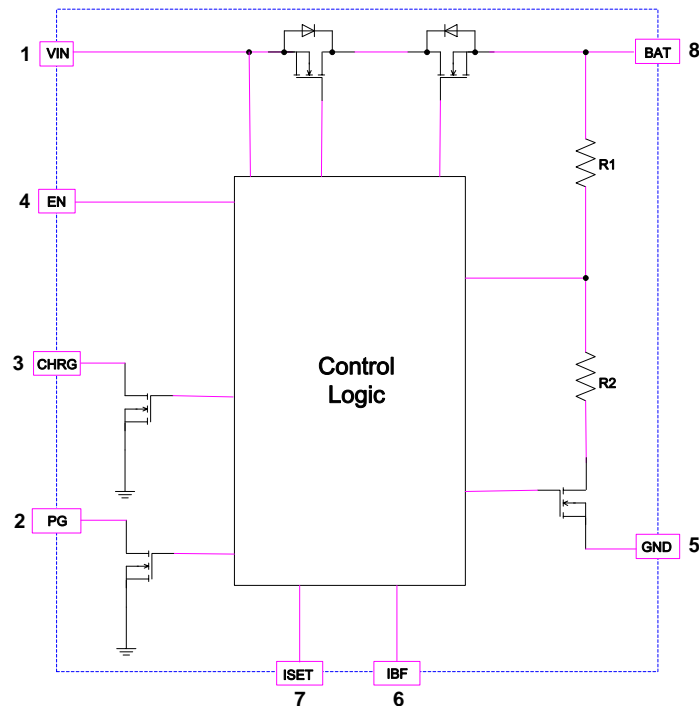 1 VIN
BAT 8
R1
4 EN
3 CHRG
Control
Logic
R2
2 PG
GND 5
ISET
IBF
7
6